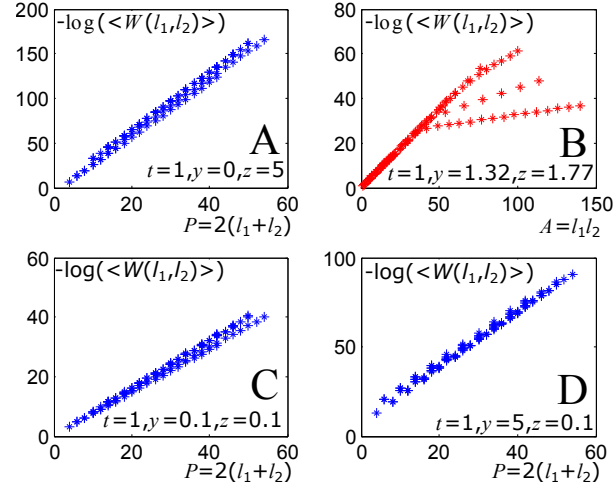 200
150
100
50
0
-log(<W(l₁,l₂)>)
A
t=1,y=0,z=5
0 20 40 60
P=2(l₁+l₂)
80
60
40
20
0
-log(<W(l₁,l₂)>)
B
t=1,y=1.32,z=1.77
0 50 100 150
A=l₁l₂
60
40
20
0
-log(<W(l₁,l₂)>)
C
t=1,y=0.1,z=0.1
0 20 40 60
P=2(l₁+l₂)
100
50
0
-log(<W(l₁,l₂)>)
D
t=1,y=5,z=0.1
0 20 40 60
P=2(l₁+l₂)